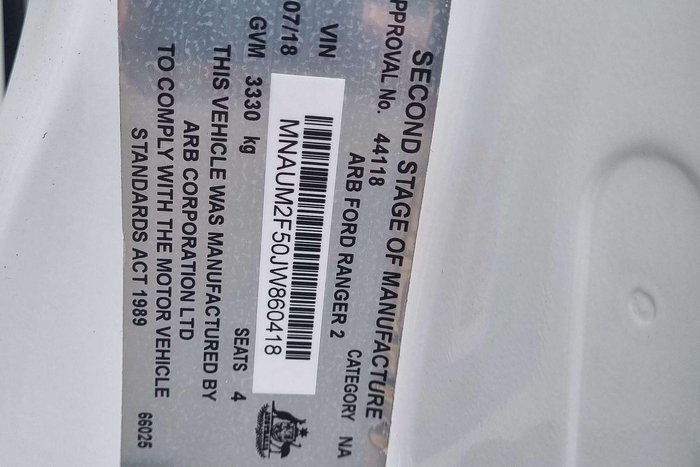 SECOND STAGE OF MANUFACTURE
PPROVAL No. 44118 CATEGORY NA
ARB FORD RANGER 2
VIN MNAUM2F50JW860418
07/18
GVM 3330 kg SEATS 4
THIS VEHICLE WAS MANUFACTURED BY
ARB CORPORATION LTD
TO COMPLY WITH THE MOTOR VEHICLE
STANDARDS ACT 1989
66025